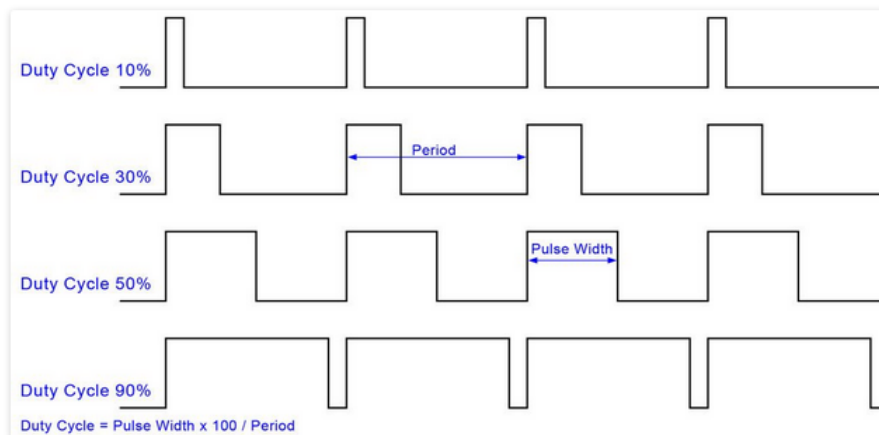 Duty Cycle 10%
Period
Duty Cycle 30%
Pulse Width
Duty Cycle 50%
Duty Cycle 90%
Duty Cycle = Pulse Width x 100 / Period